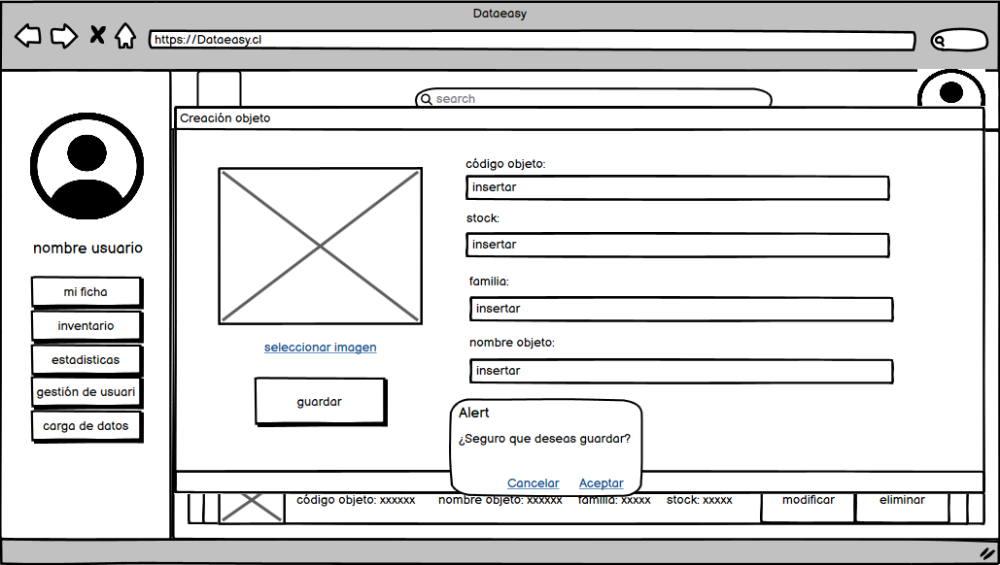 Dataeasy
https://Dataeasy.cl
search
Creación objeto
nombre usuario
mi ficha
inventario
estadisticas
gestión de usuari
carga de datos
seleccionar imagen
guardar
código objeto:
insertar
stock:
insertar
familia:
insertar
nombre objeto:
insertar
Alert
¿Seguro que deseas guardar?
Cancelar Aceptar
código objeto: xxxxxx nombre objeto: xxxxxx familia: xxxxx stock: xxxxx modificar eliminar